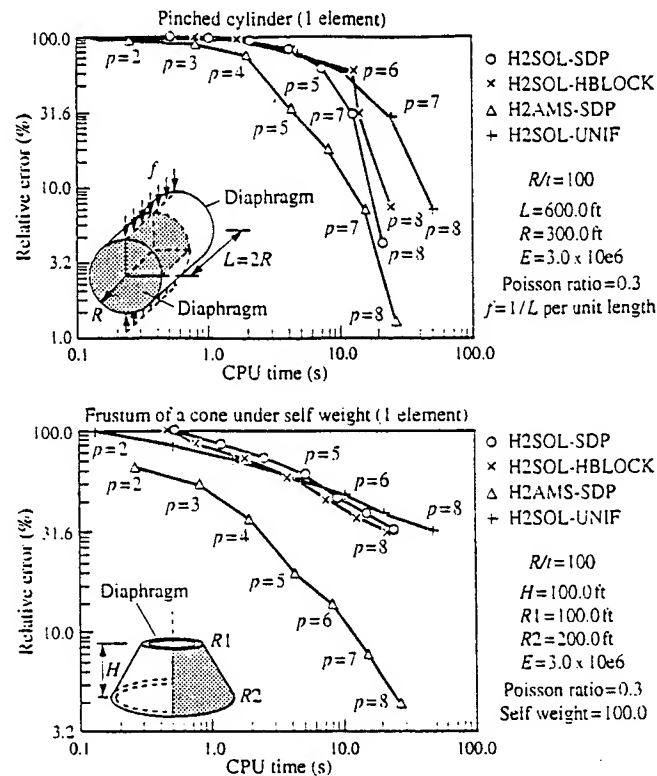 Pinched cylinder (1 element)
100.0
31.6
10.0
3.2
1.0
Relative error (%)
p=2
p=3
p=4
p=5
p=5
p=6
p=7
p=7
p=7
p=8
p=8
p=8
p=8
f
Diaphragm
L=2R
Diaphragm
R
0.1
1.0
10.0
100.0
CPU time (s)
H2SOL-SDP
H2SOL-HBLOCK
H2AMS-SDP
H2SOL-UNIF
R/t=100
L=600.0ft
R=300.0ft
E=3.0 x 10e6
Poisson ratio=0.3
f=1/L per unit length
Frustum of a cone under self weight (1 element)
100.0
31.6
10.0
3.2
Relative error (%)
p=2
p=2
p=3
p=4
p=5
p=5
p=6
p=6
p=7
p=8
p=8
p=8
Diaphragm
R1
H
R2
0.1
1.0
10.0
100.0
CPU time (s)
H2SOL-SDP
H2SOL-HBLOCK
H2AMS-SDP
H2SOL-UNIF
R/t=100
H=100.0ft
R1=100.0ft
R2=200.0ft
E=3.0 x 10e6
Poisson ratio=0.3
Self weight=100.0